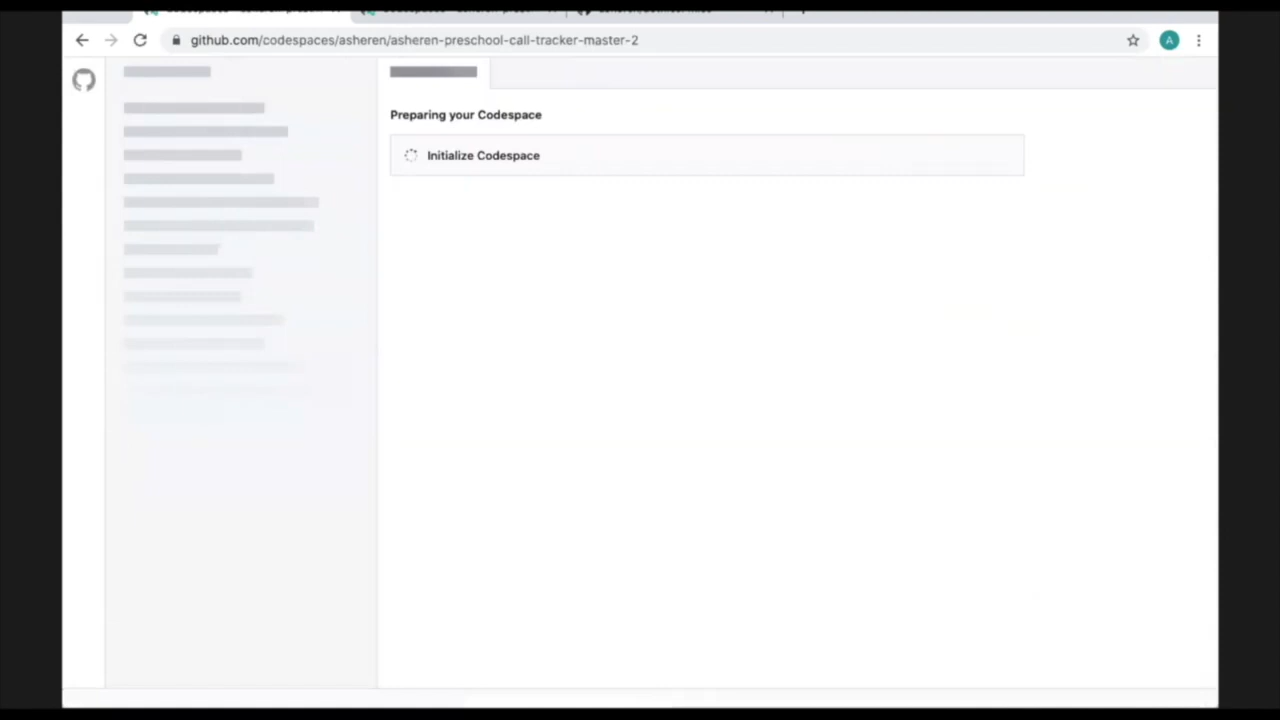 github.com/codespaces/asheren/asheren-preschool-call-tracker-master-2
A
Preparing your Codespace
Initialize Codespace